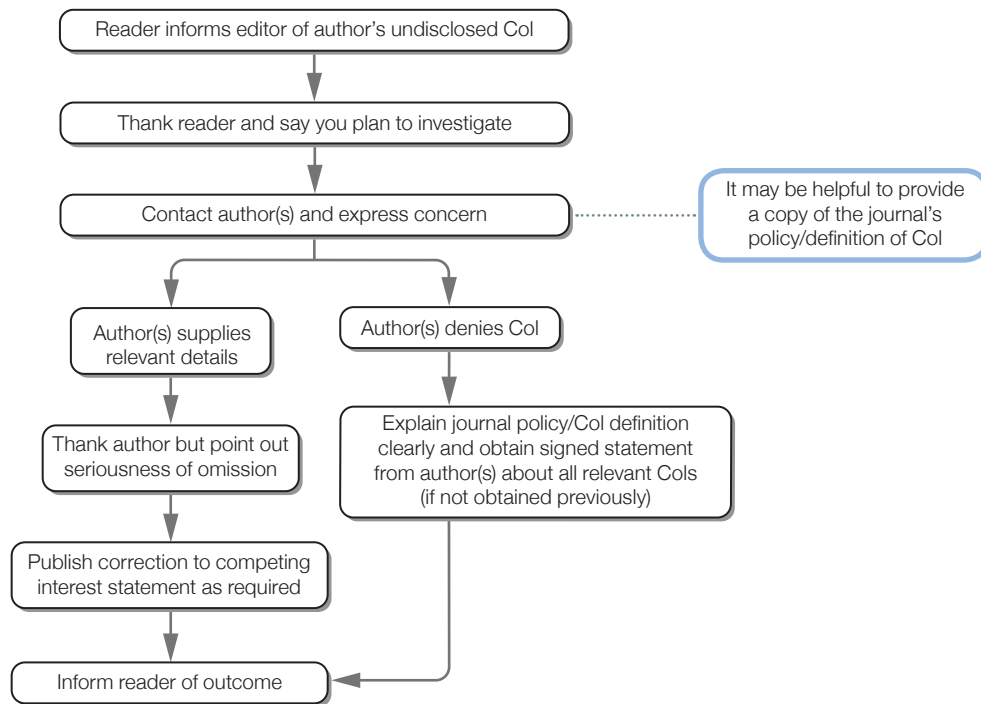 Reader informs editor of author’s undisclosed CoI
Thank reader and say you plan to investigate
Contact author(s) and express concern
It may be helpful to provide
a copy of the journal’s
policy/definition of CoI
Author(s) supplies
relevant details
Author(s) denies CoI
Thank author but point out
seriousness of omission
Explain journal policy/CoI definition
clearly and obtain signed statement
from author(s) about all relevant CoIs
(if not obtained previously)
Publish correction to competing
interest statement as required
Inform reader of outcome